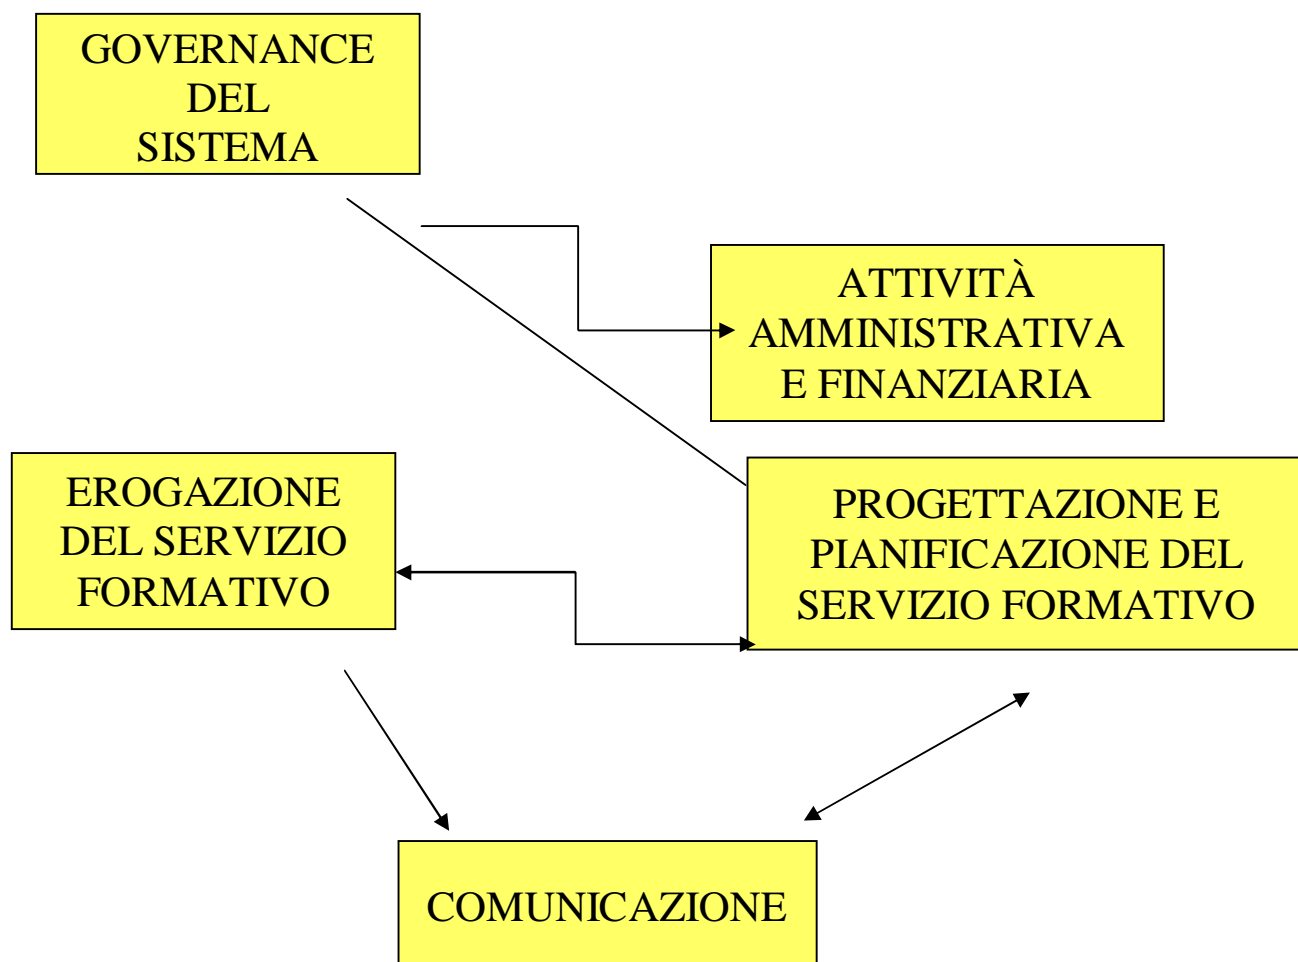 GOVERNANCE
DEL
SISTEMA
ATTIVITÀ
AMMINISTRATIVA
E FINANZIARIA
EROGAZIONE
DEL SERVIZIO
FORMATIVO
PROGETTAZIONE E
PIANIFICAZIONE DEL
SERVIZIO FORMATIVO
COMUNICAZIONE